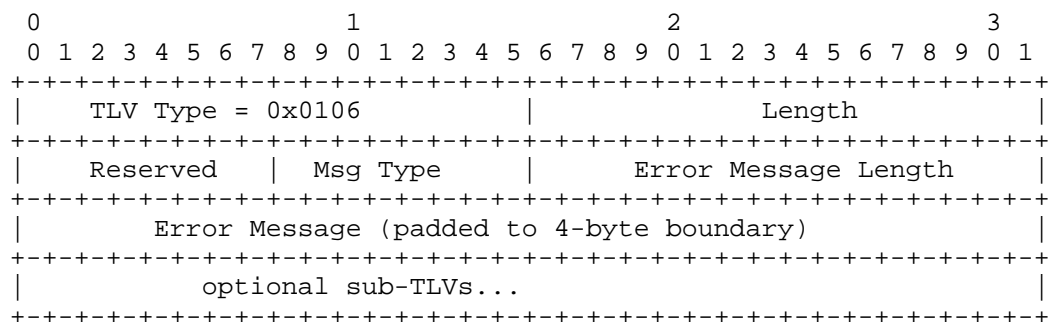 0                   1                   2                   3
 0 1 2 3 4 5 6 7 8 9 0 1 2 3 4 5 6 7 8 9 0 1 2 3 4 5 6 7 8 9 0 1
+-+-+-+-+-+-+-+-+-+-+-+-+-+-+-+-+-+-+-+-+-+-+-+-+-+-+-+-+-+-+-+-+
|    TLV Type = 0x0106          |              Length           |
+-+-+-+-+-+-+-+-+-+-+-+-+-+-+-+-+-+-+-+-+-+-+-+-+-+-+-+-+-+-+-+-+
|    Reserved   |  Msg Type     |      Error Message Length     |
+-+-+-+-+-+-+-+-+-+-+-+-+-+-+-+-+-+-+-+-+-+-+-+-+-+-+-+-+-+-+-+-+
|        Error Message (padded to 4-byte boundary)              |
+-+-+-+-+-+-+-+-+-+-+-+-+-+-+-+-+-+-+-+-+-+-+-+-+-+-+-+-+-+-+-+-+
|           optional sub-TLVs...                                |
+-+-+-+-+-+-+-+-+-+-+-+-+-+-+-+-+-+-+-+-+-+-+-+-+-+-+-+-+-+-+-+-+